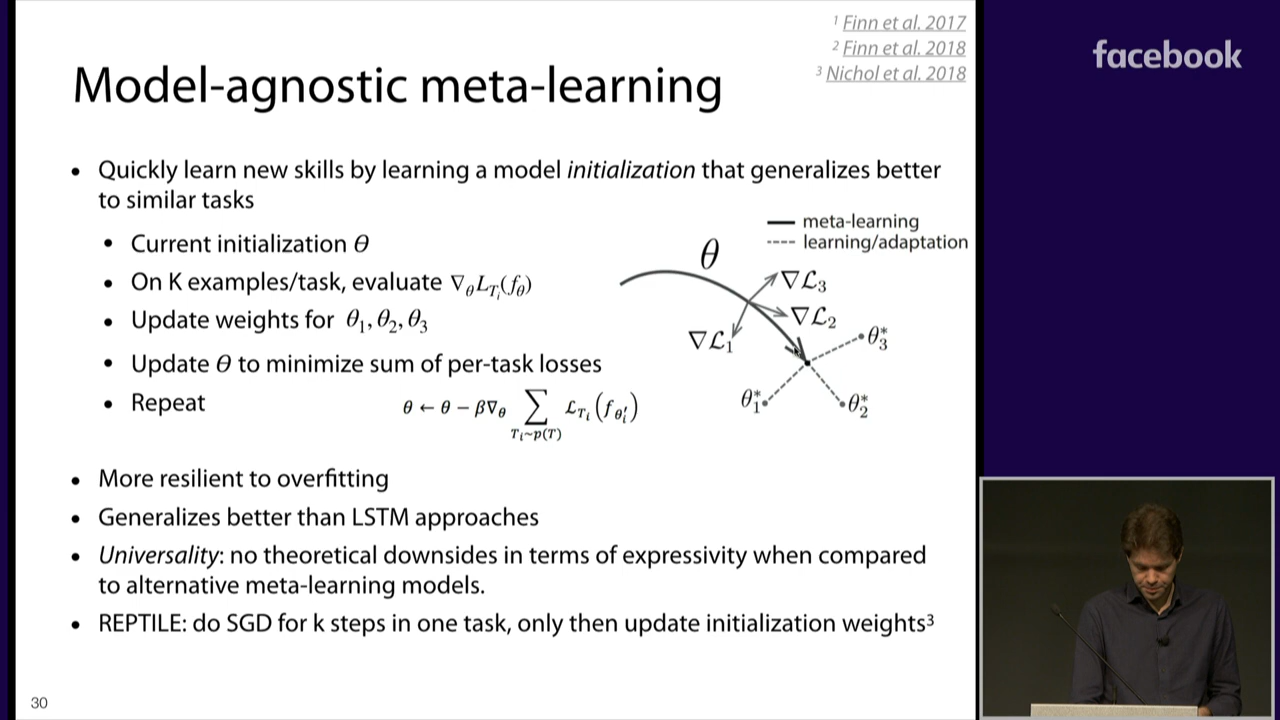 ¹ Finn et al. 2017
² Finn et al. 2018
³ Nichol et al. 2018
facebook
Model-agnostic meta-learning
• Quickly learn new skills by learning a model initialization that generalizes better
to similar tasks
• Current initialization θ
• On K examples/task, evaluate ∇θLTᵢ(fθ)
• Update weights for θ₁, θ₂, θ₃
• Update θ to minimize sum of per-task losses
• Repeat
θ ← θ − β∇θ ∑Tᵢ~p(T) ℒTᵢ(fθᵢ′)
meta-learning
learning/adaptation
θ
∇ℒ₃
∇ℒ₂
∇ℒ₁
θ₃*
θ₁*
θ₂*
• More resilient to overfitting
• Generalizes better than LSTM approaches
• Universality: no theoretical downsides in terms of expressivity when compared
to alternative meta-learning models.
• REPTILE: do SGD for k steps in one task, only then update initialization weights³
30